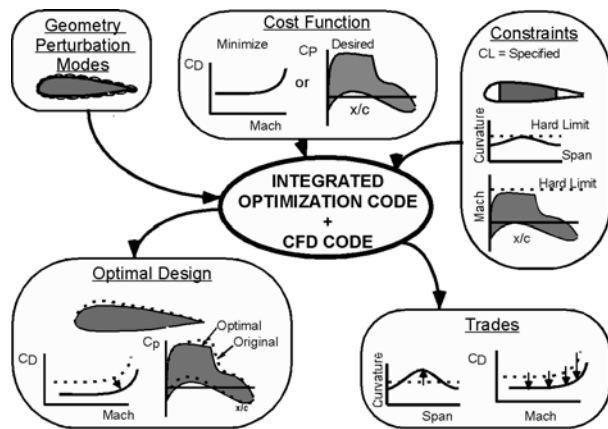 Geometry
Perturbation
Modes
Cost Function
Minimize
CD
Mach
or
CP
Desired
x/c
Constraints
CL = Specified
Curvature
Hard Limit
Span
Mach
Hard Limit
x/c
INTEGRATED
OPTIMIZATION CODE
+
CFD CODE
Optimal Design
CD
Mach
CP
Optimal
Original
x/c
Trades
Curvature
Span
CD
Mach